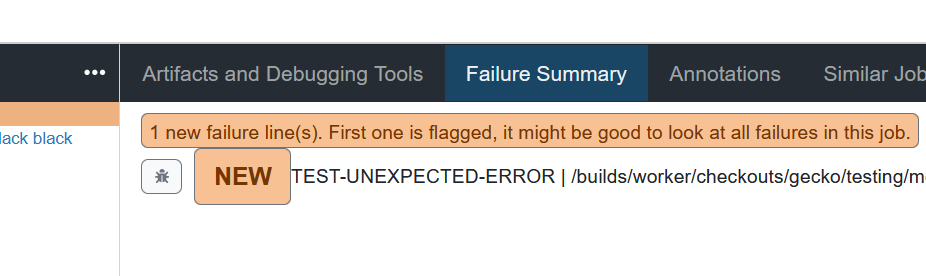 ••• Artifacts and Debugging Tools Failure Summary Annotations Similar Job
1 new failure line(s). First one is flagged, it might be good to look at all failures in this job.
lack black
NEW TEST-UNEXPECTED-ERROR | /builds/worker/checkouts/gecko/testing/m